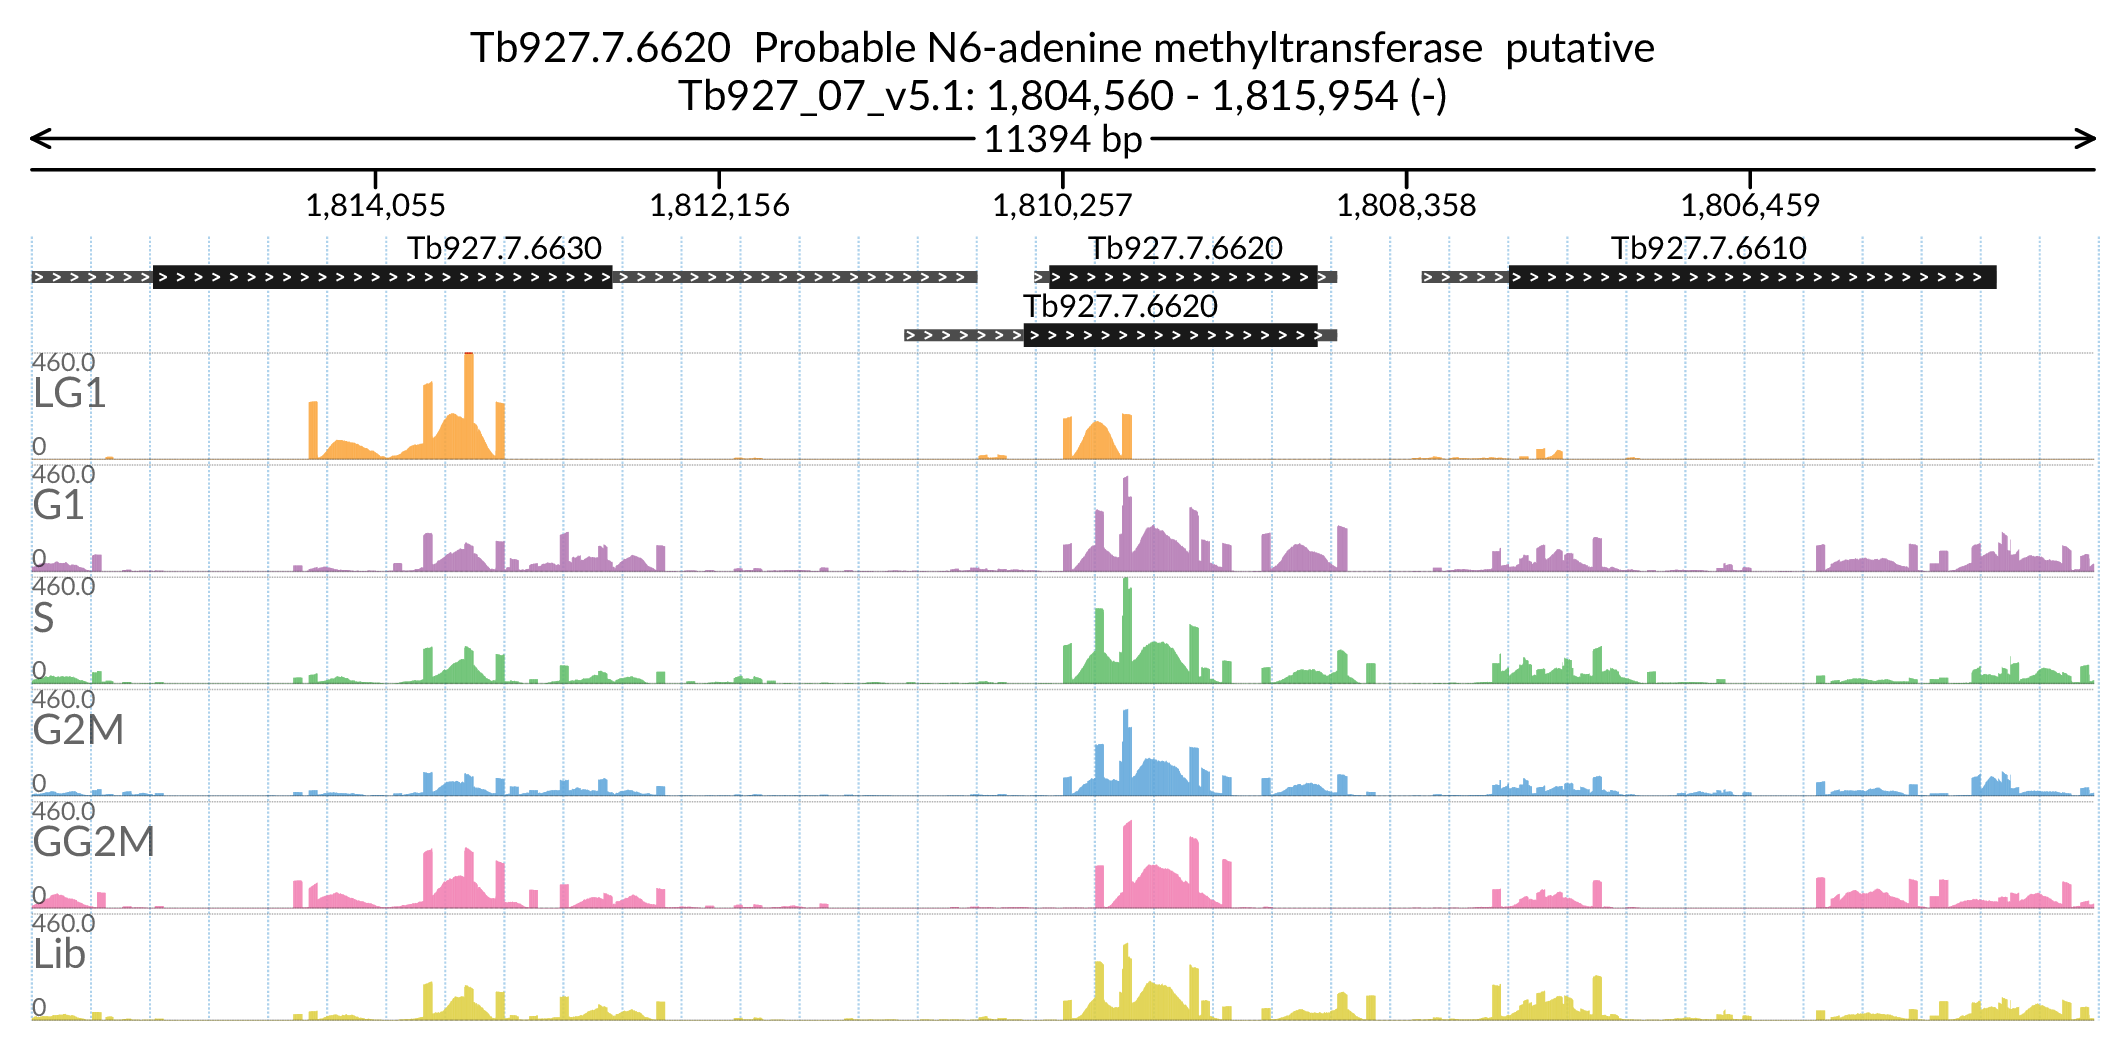 Tb927.7.6620  Probable N6-adenine methyltransferase  putative
Tb927_07_v5.1: 1,804,560 - 1,815,954 (-)
11394 bp
1,814,055 1,812,156 1,810,257 1,808,358 1,806,459
Tb927.7.6630 Tb927.7.6620 Tb927.7.6610
Tb927.7.6620
460.0
LG1
0
460.0
G1
0
460.0
S
0
460.0
G2M
0
460.0
GG2M
0
460.0
Lib
0